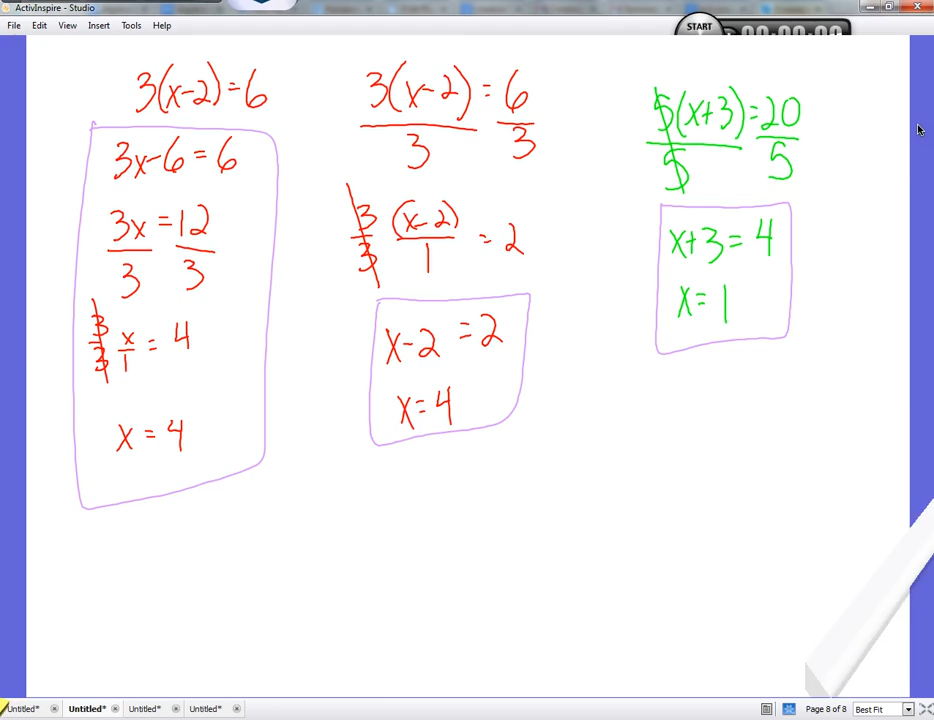 ActivInspire - Studio
File Edit View Insert Tools Help
START
3(x-2)=6
3x-6=6
3x=12
3 3
3 x = 4
3 1
x=4
3(x-2)=6
3 3
3 (x-2) = 2
3 1
x-2=2
x=4
5(x+3)=20
5 5
x+3=4
x=1
Untitled* Untitled* Untitled* Untitled* Page 8 of 8 Best Fit